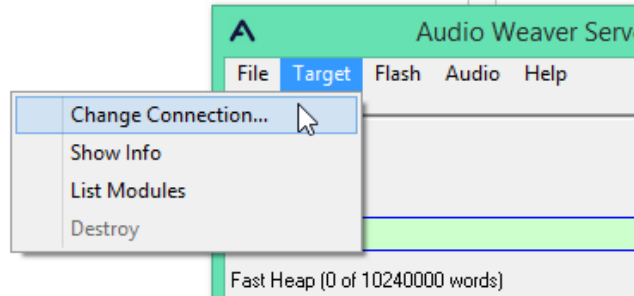 Audio Weaver Serv
File Target Flash Audio Help
Change Connection...
Show Info
List Modules
Destroy
Fast Heap (0 of 10240000 words)